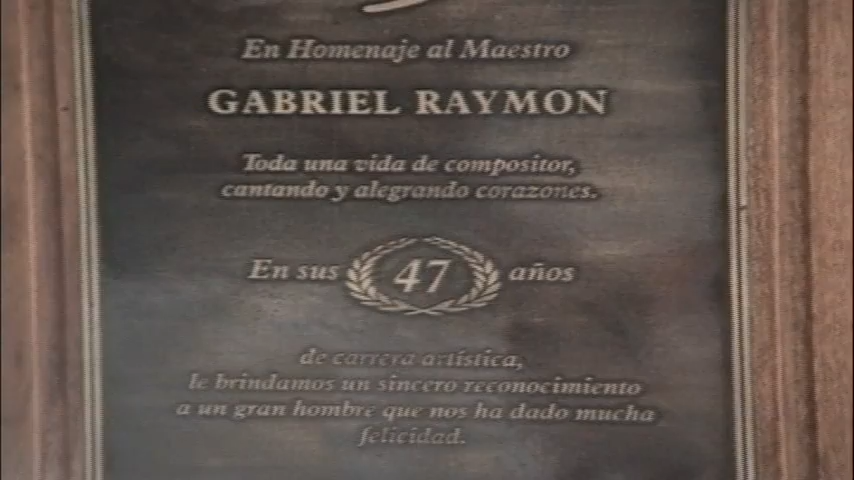 En Homenaje al Maestro
GABRIEL RAYMON
Toda una vida de compositor,
cantando y alegrando corazones.
En sus 47 años
de carrera artística,
le brindamos un sincero reconocimiento
a un gran hombre que nos ha dado mucha
felicidad.